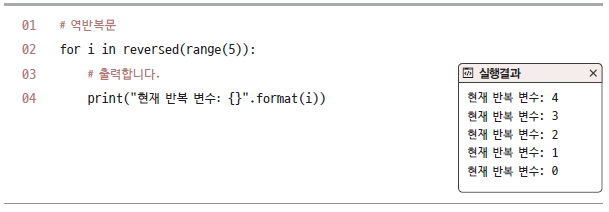 01 # 역반복문
02 for i in reversed(range(5)):
03 # 출력합니다.
04 print("현재 반복 변수: {}".format(i))
실행결과
현재 반복 변수: 4
현재 반복 변수: 3
현재 반복 변수: 2
현재 반복 변수: 1
현재 반복 변수: 0